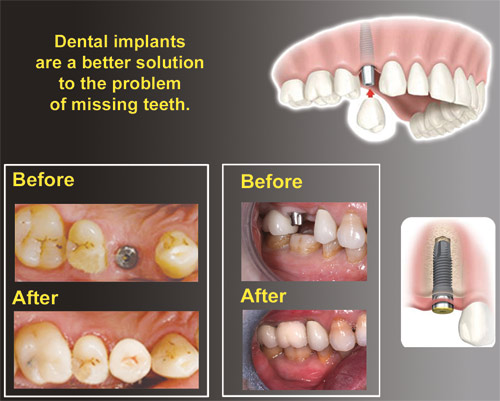 Dental implants
are a better solution
to the problem
of missing teeth.
Before
After
Before
After